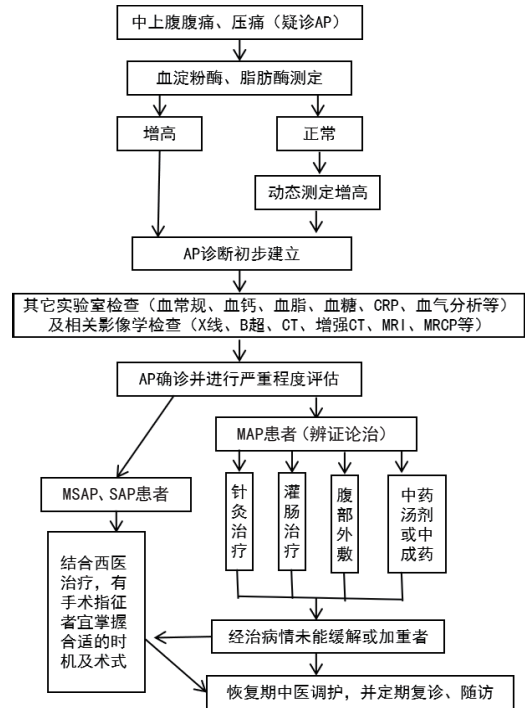 中上腹腹痛、压痛（疑诊AP）
血淀粉酶、脂肪酶测定
增高
正常
动态测定增高
AP诊断初步建立
其它实验室检查（血常规、血钙、血脂、血糖、CRP、血气分析等）
及相关影像学检查（X线、B超、CT、增强CT、MRI、MRCP等）
AP确诊并进行严重程度评估
MAP患者（辨证论治）
MSAP、SAP患者
针灸治疗
灌肠治疗
腹部外敷
中药
汤剂
或中
成药
结合西医
治疗，有
手术指征
者宜掌握
合适的时
机及术式
经治病情未能缓解或加重者
恢复期中医调护，并定期复诊、随访